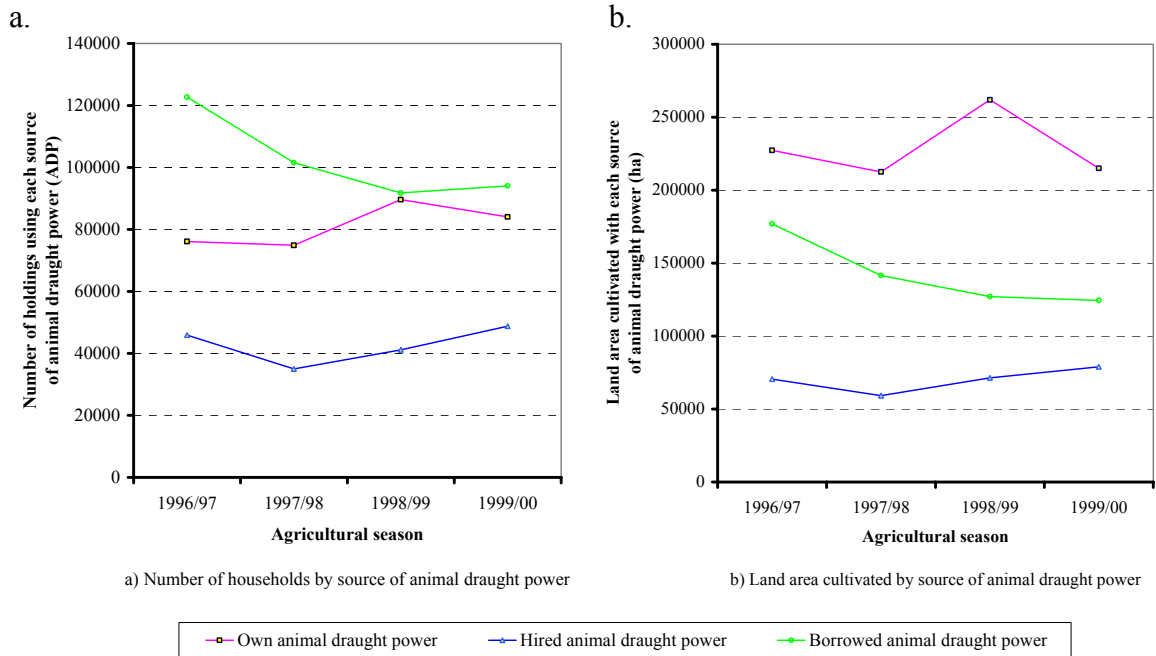 a.
140000
120000
100000
80000
60000
40000
20000
0
Number of holdings using each source
of animal draught power (ADP)
1996/97 1997/98 1998/99 1999/00
Agricultural season
a) Number of households by source of animal draught power
b.
300000
250000
200000
150000
100000
50000
0
Land area cultivated with each source
of animal draught power (ha)
1996/97 1997/98 1998/99 1999/00
Agricultural season
b) Land area cultivated by source of animal draught power
Own animal draught power Hired animal draught power Borrowed animal draught power